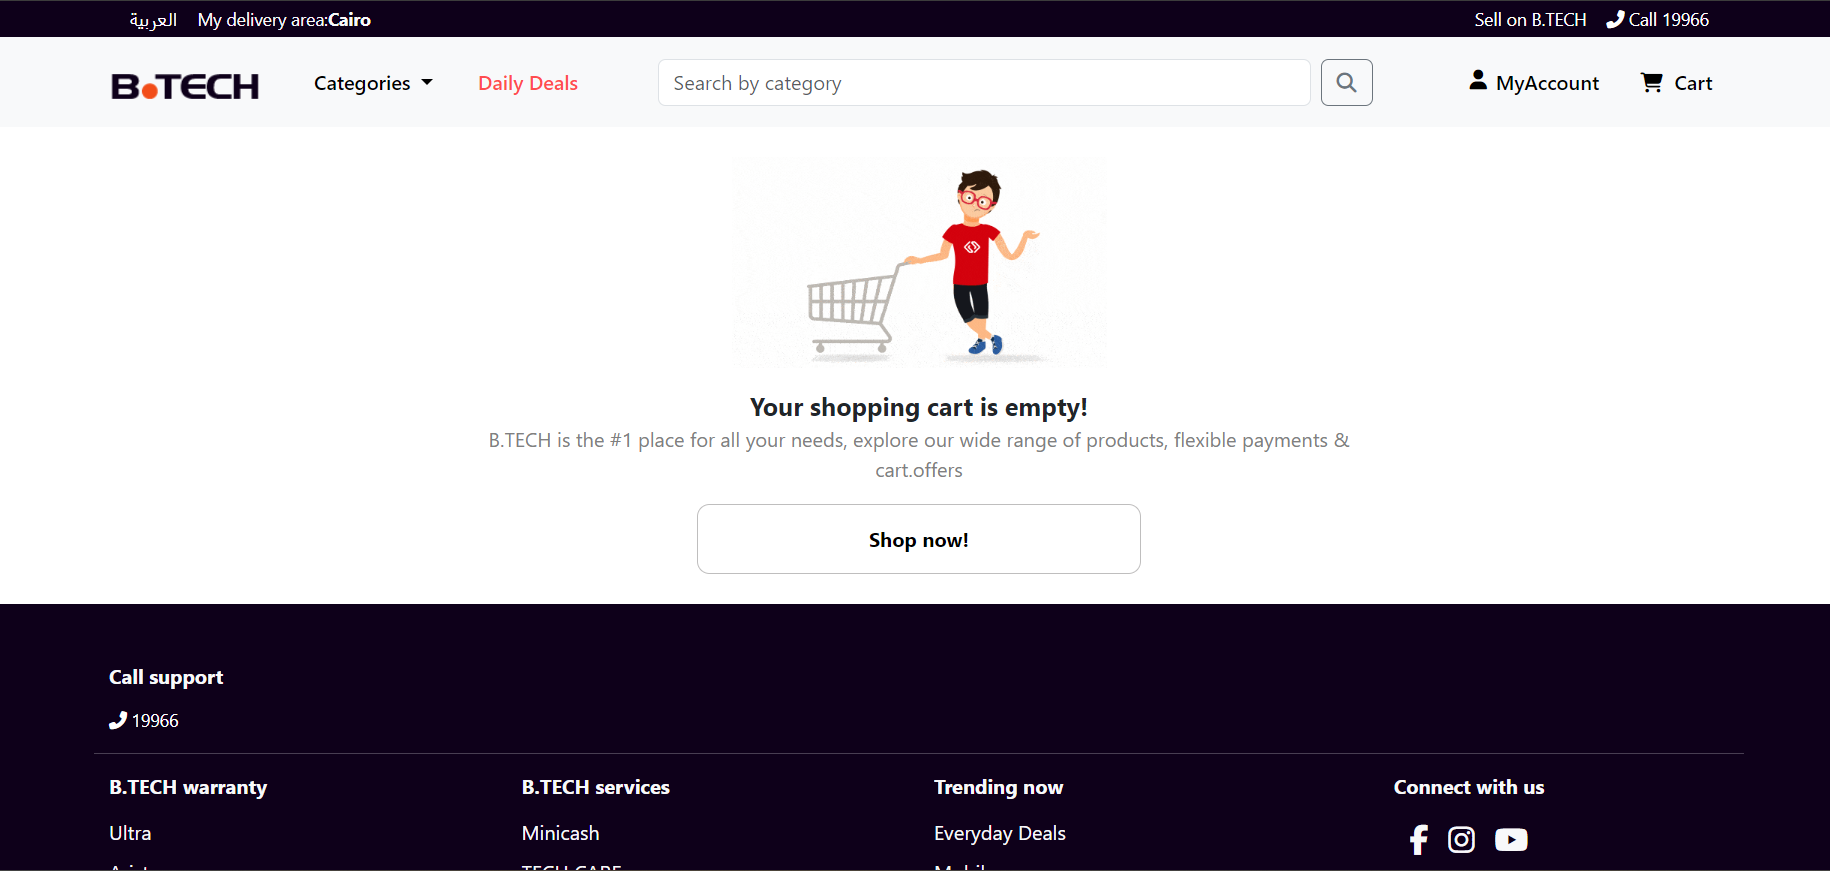 العربية My delivery area:Cairo Sell on B.TECH Call 19966
B.TECH Categories Daily Deals Search by category MyAccount Cart
Your shopping cart is empty!
B.TECH is the #1 place for all your needs, explore our wide range of products, flexible payments &
cart.offers
Shop now!
Call support
19966
B.TECH warranty B.TECH services Trending now Connect with us
Ultra Minicash Everyday Deals
TECH CARE